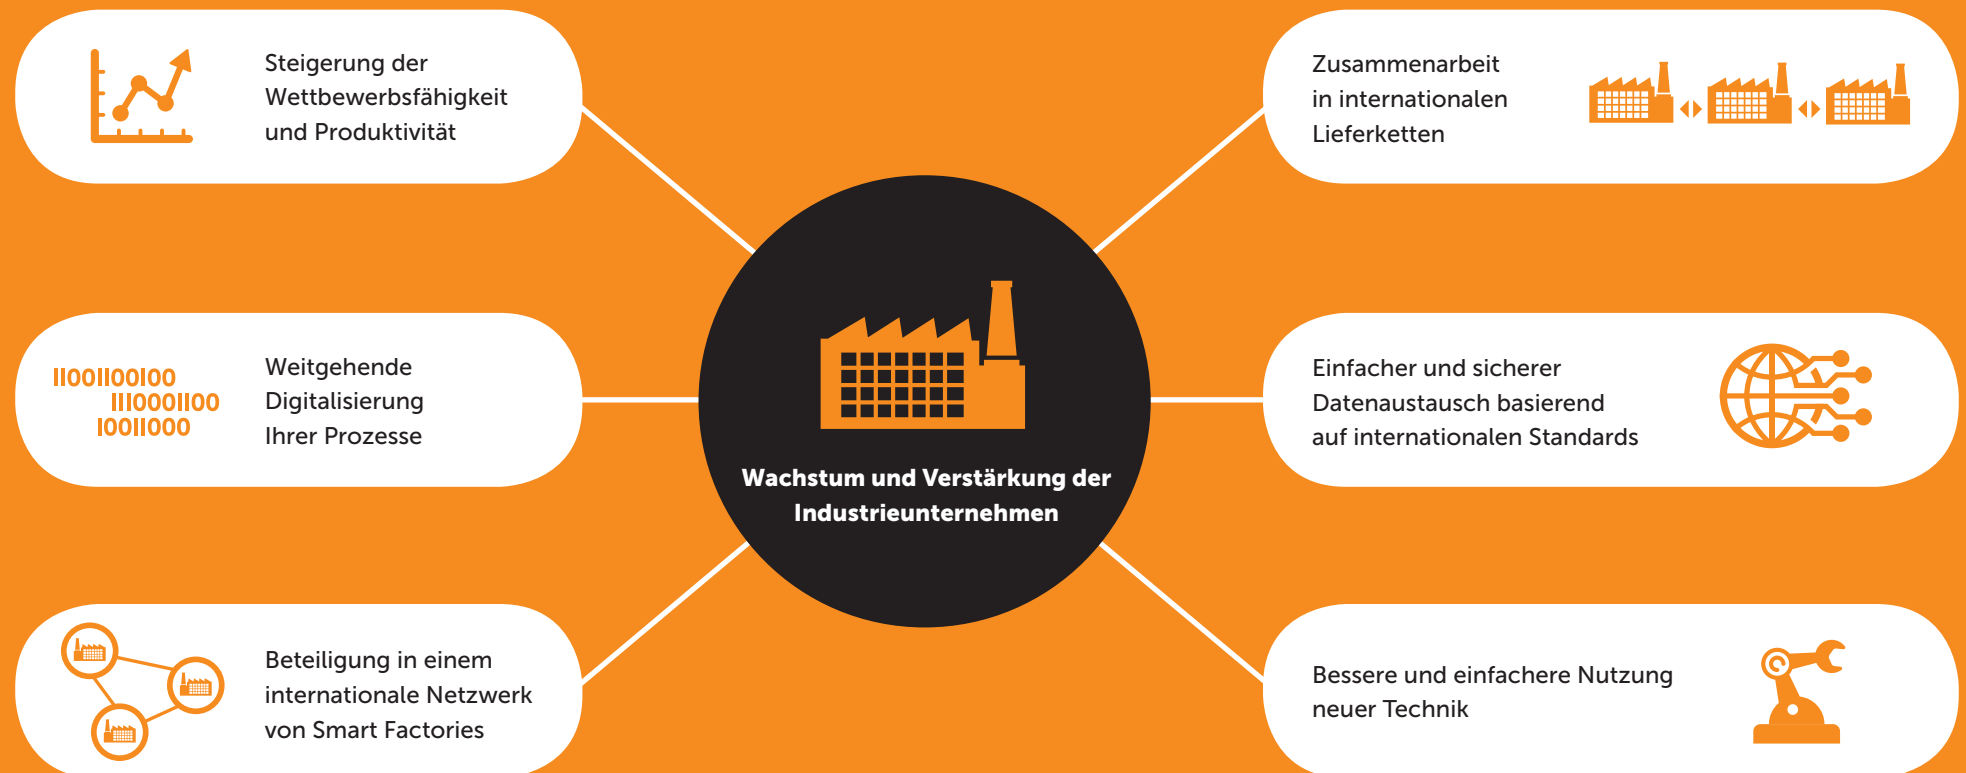 Steigerung der
Wettbewerbsfähigkeit
und Produktivität
Weitgehende
Digitalisierung
Ihrer Prozesse
IIOOIIOOIOO
IIIOOOIIOO
IOOIIOOO
Beteiligung in einem
internationale Netzwerk
von Smart Factories
Wachstum und Verstärkung der
Industrieunternehmen
Zusammenarbeit
in internationalen
Lieferketten
Einfacher und sicherer
Datenaustausch basierend
auf internationalen Standards
Bessere und einfachere Nutzung
neuer Technik